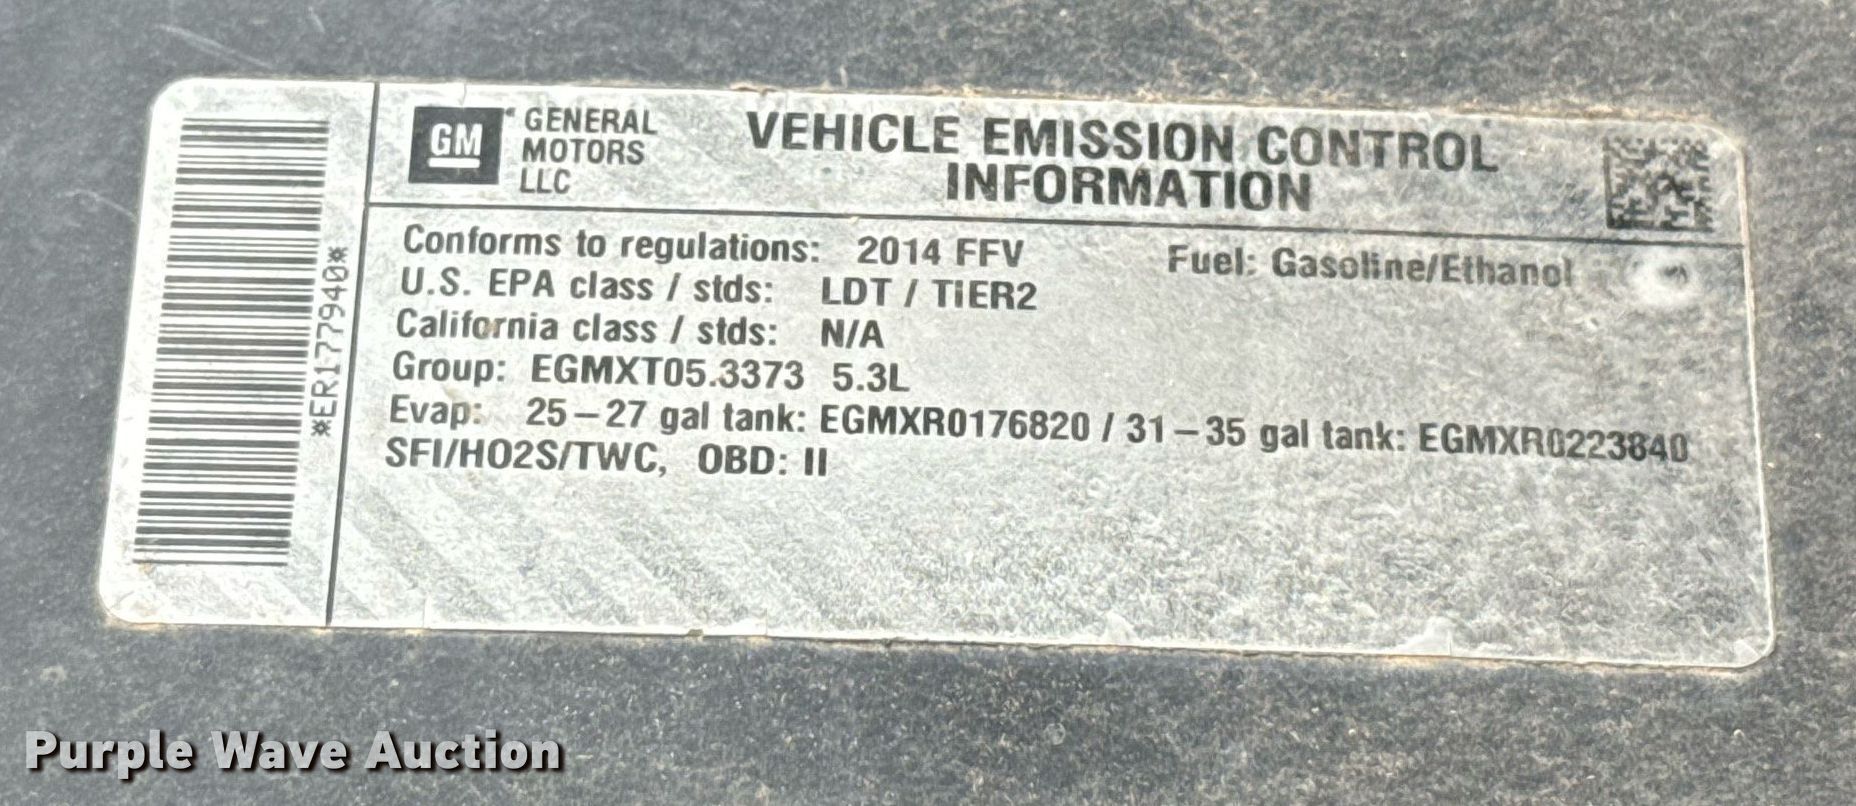 *ER177940*
GM
GENERAL
MOTORS
LLC
VEHICLE EMISSION CONTROL
INFORMATION
Conforms to regulations: 2014 FFV Fuel: Gasoline/Ethanol
U.S. EPA class / stds: LDT / TIER2
California class / stds: N/A
Group: EGMXT05.3373 5.3L
Evap: 25–27 gal tank: EGMXR0176820 / 31–35 gal tank: EGMXR0223840
SFI/HO2S/TWC, OBD: II
Purple Wave Auction